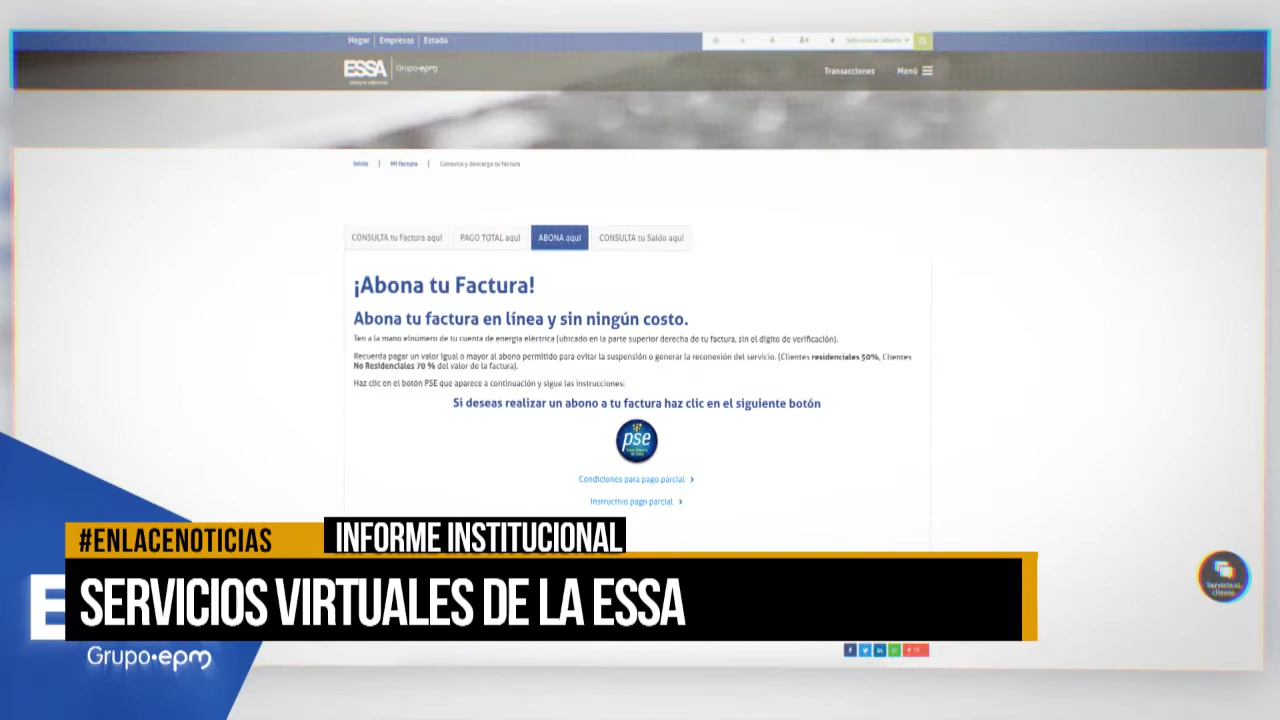 Hogar | Empresas | Estado
A A+ Seleccionar idioma
ESSA Grupo·epm
Transacciones Menú
Inicio | Mi factura | Consulta y descarga tu factura
CONSULTA tu Factura aquí PAGO TOTAL aquí ABONA aquí CONSULTA tu Saldo aquí
¡Abona tu Factura!
Abona tu factura en línea y sin ningún costo.
Ten a la mano elnúmero de tu cuenta de energía eléctrica (ubicado en la parte superior derecha de tu factura, sin el dígito de verificación).
Recuerda pagar un valor igual o mayor al abono permitido para evitar la suspensión o generar la reconexión del servicio. (Clientes residenciales 50%, Clientes
No Residenciales 70 % del valor de la factura).
Haz clic en el botón PSE que aparece a continuación y sigue las instrucciones:
Si deseas realizar un abono a tu factura haz clic en el siguiente botón
pse
Condiciones para pago parcial
Instructivo pago parcial
#ENLACENOTICIAS
INFORME INSTITUCIONAL
SERVICIOS VIRTUALES DE LA ESSA
Servicio al
cliente
E
Grupo·epm